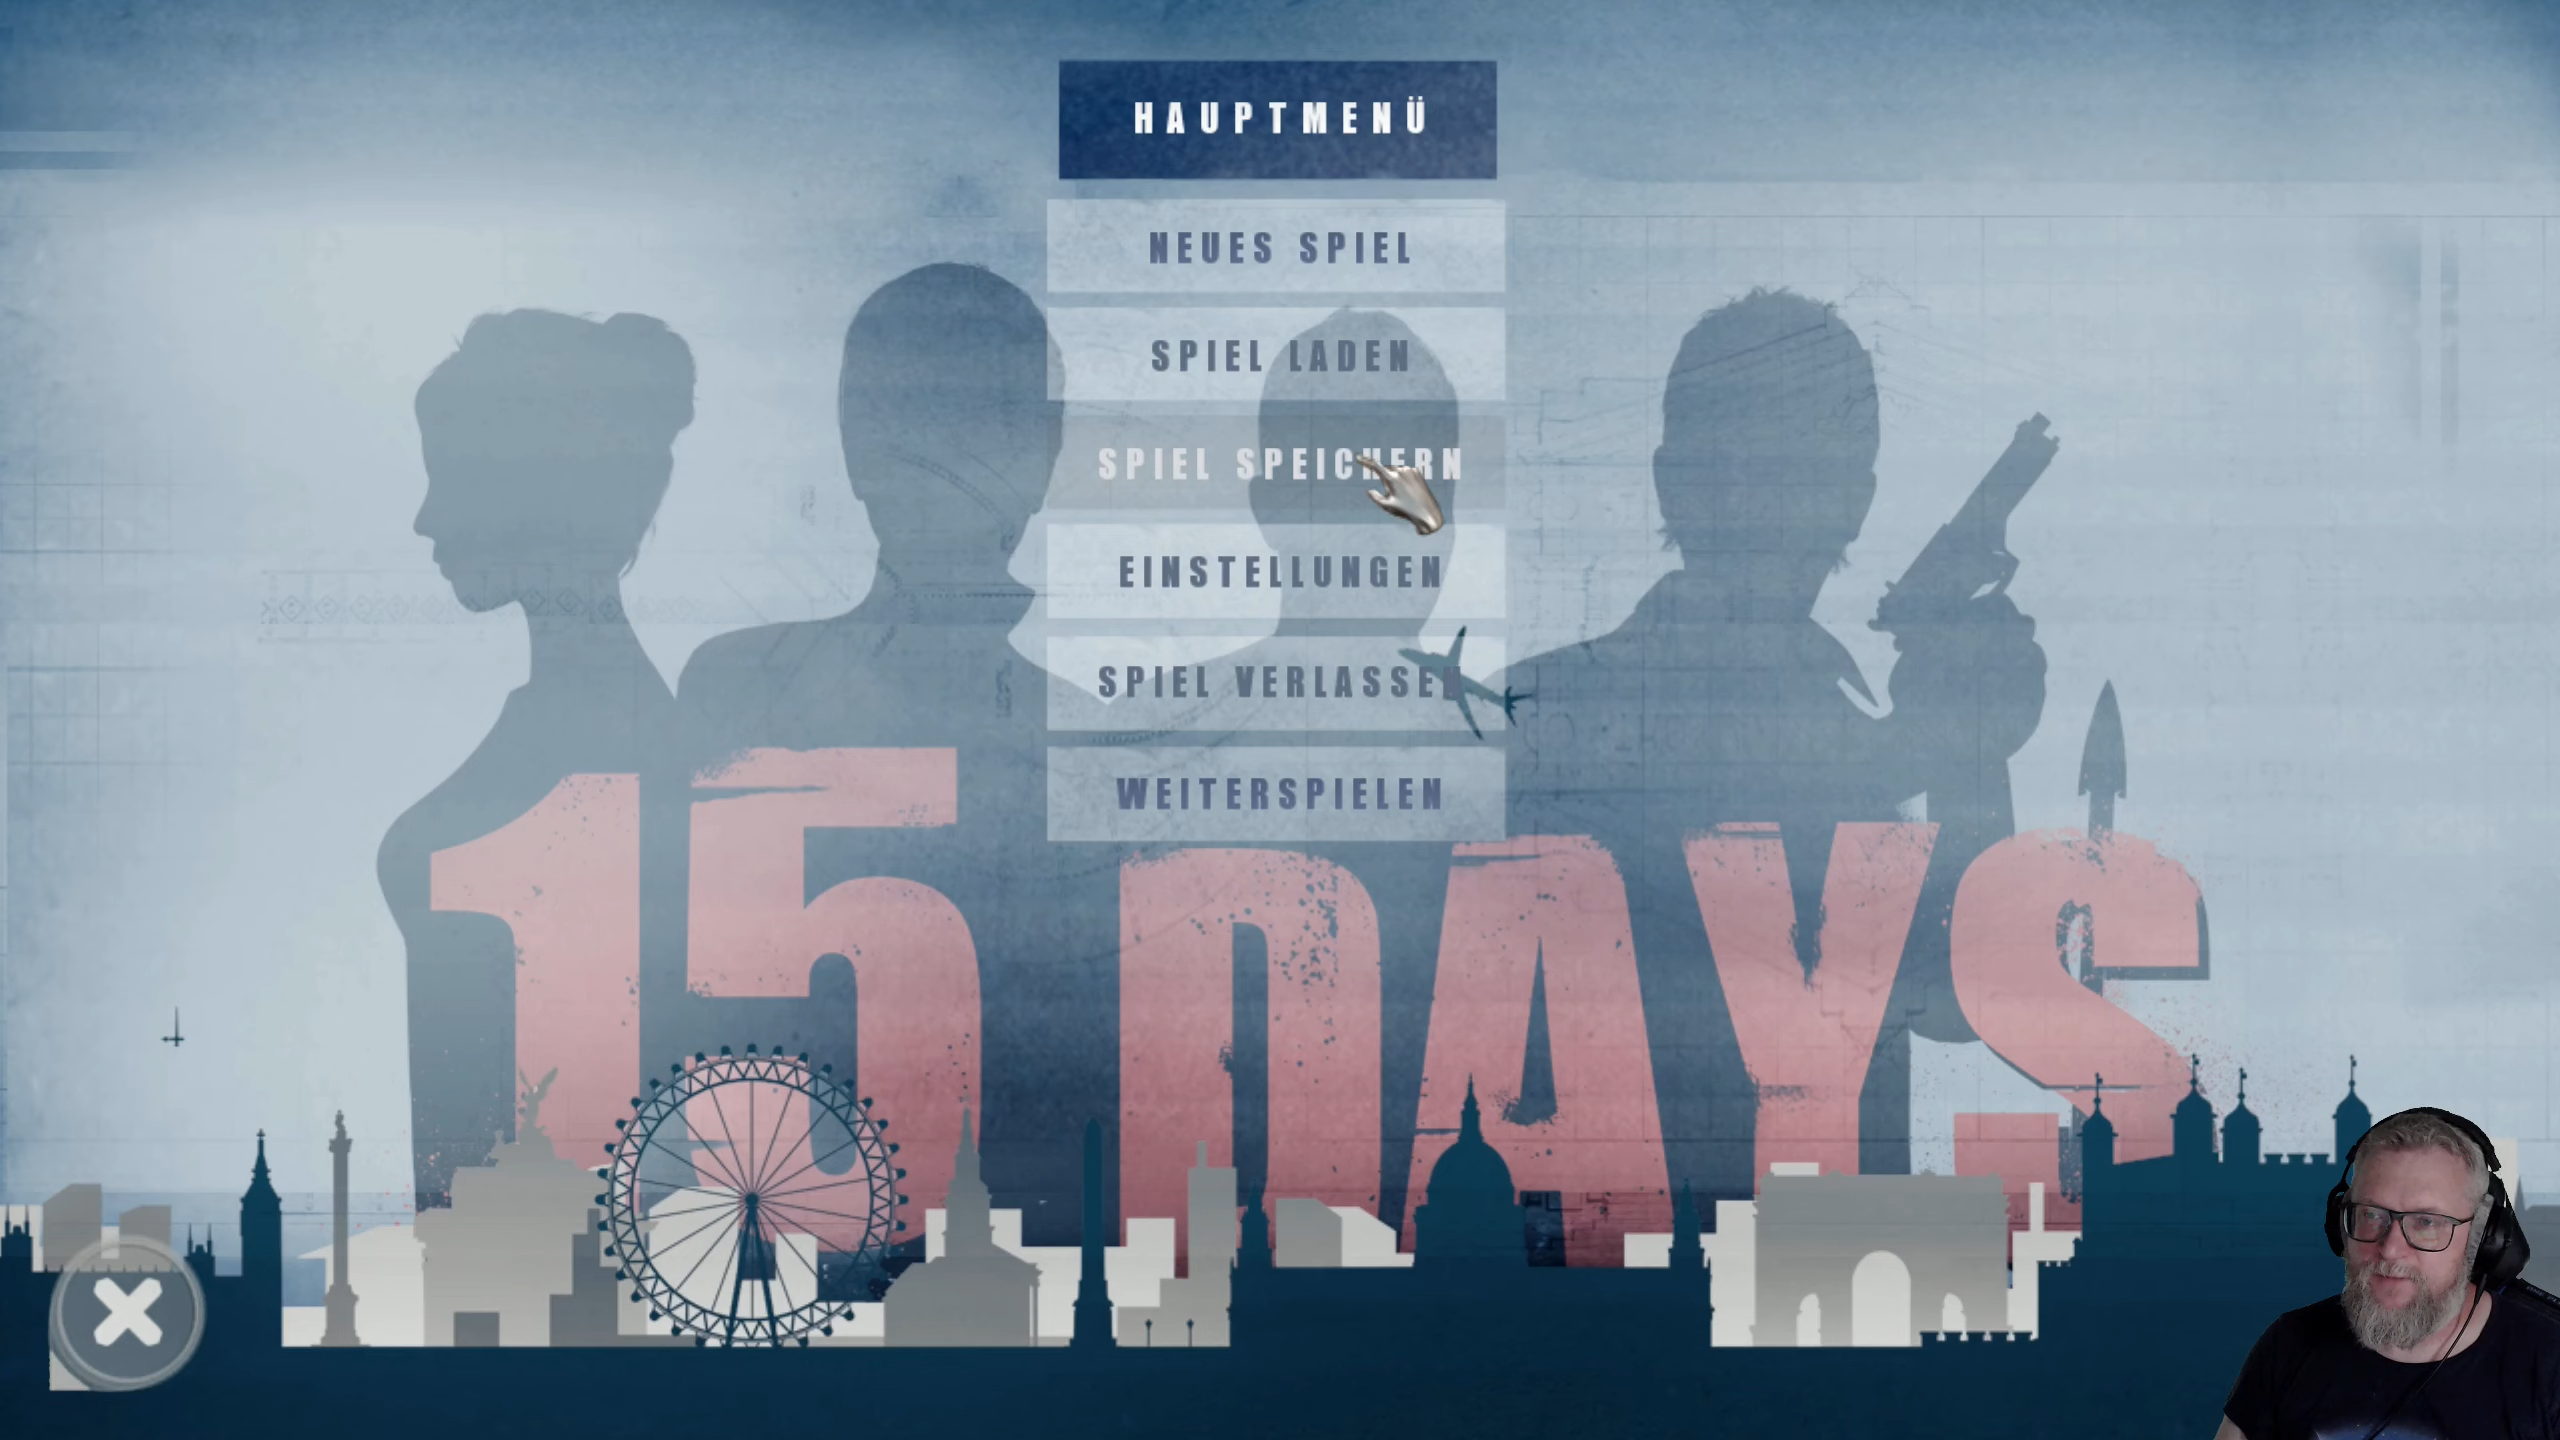 HAUPTMENÜ
NEUES SPIEL
SPIEL LADEN
SPIEL SPEICHERN
EINSTELLUNGEN
SPIEL VERLASSEN
WEITERSPIELEN
15 DAYS